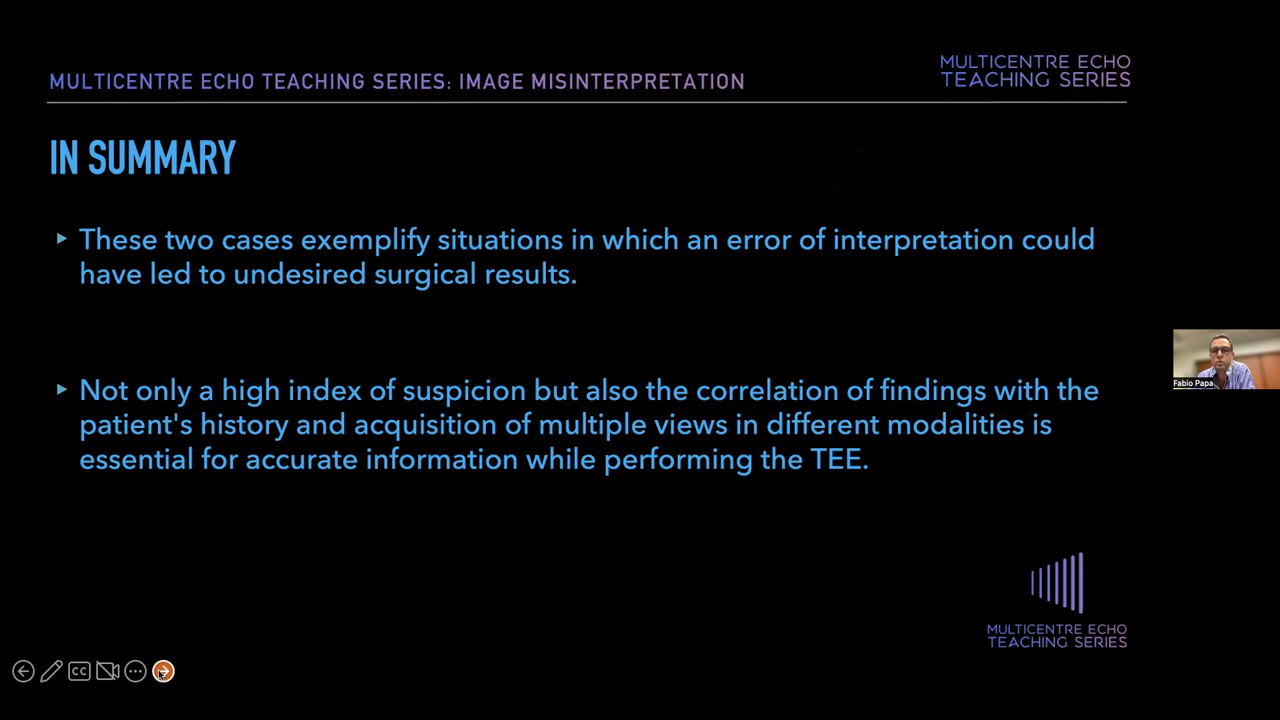 MULTICENTRE ECHO TEACHING SERIES: IMAGE MISINTERPRETATION
MULTICENTRE ECHO
TEACHING SERIES
IN SUMMARY
These two cases exemplify situations in which an error of interpretation could
have led to undesired surgical results.
Not only a high index of suspicion but also the correlation of findings with the
patient's history and acquisition of multiple views in different modalities is
essential for accurate information while performing the TEE.
Fabio Papa
MULTICENTRE ECHO
TEACHING SERIES
CC